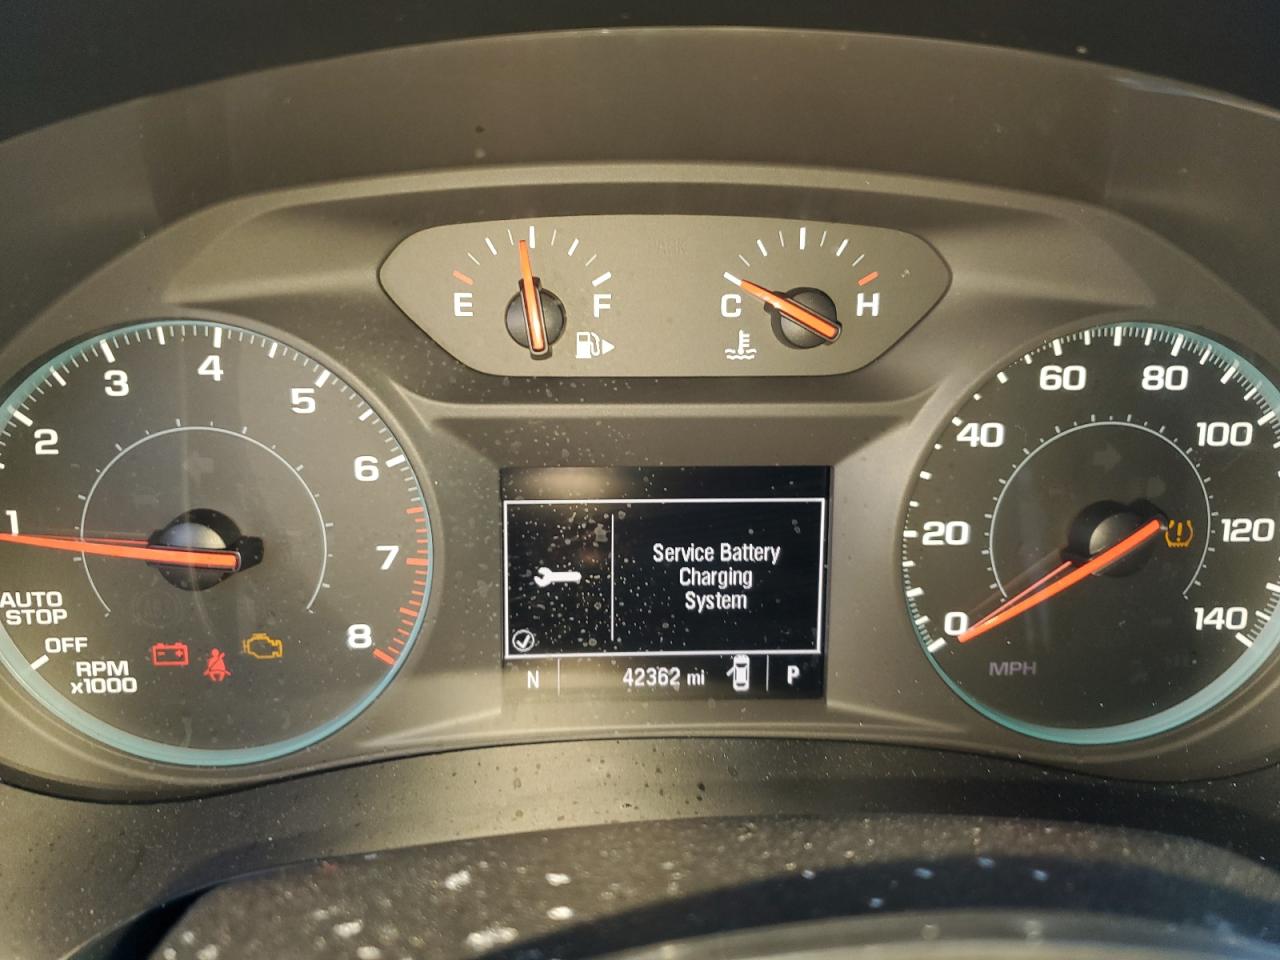 E F
C H
1
2
3
4
5
6
7
8
AUTO
STOP
OFF
RPM
x1000
Service Battery
Charging
System
N 42362 mi P
0
20
40
60
80
100
120
140
MPH